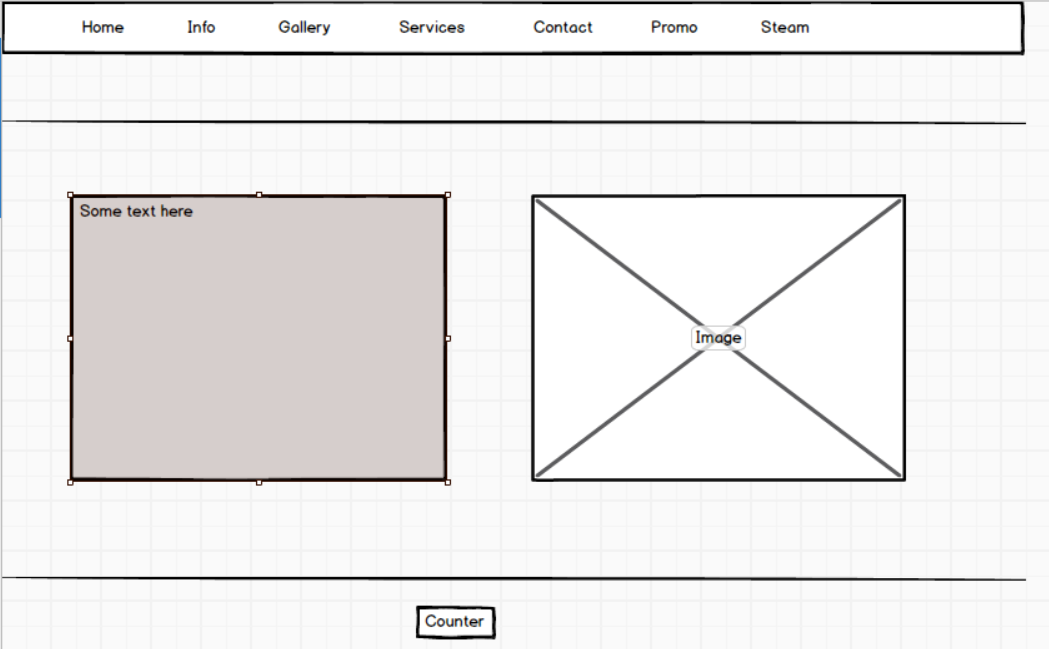 Home Info Gallery Services Contact Promo Steam
Some text here
Image
Counter